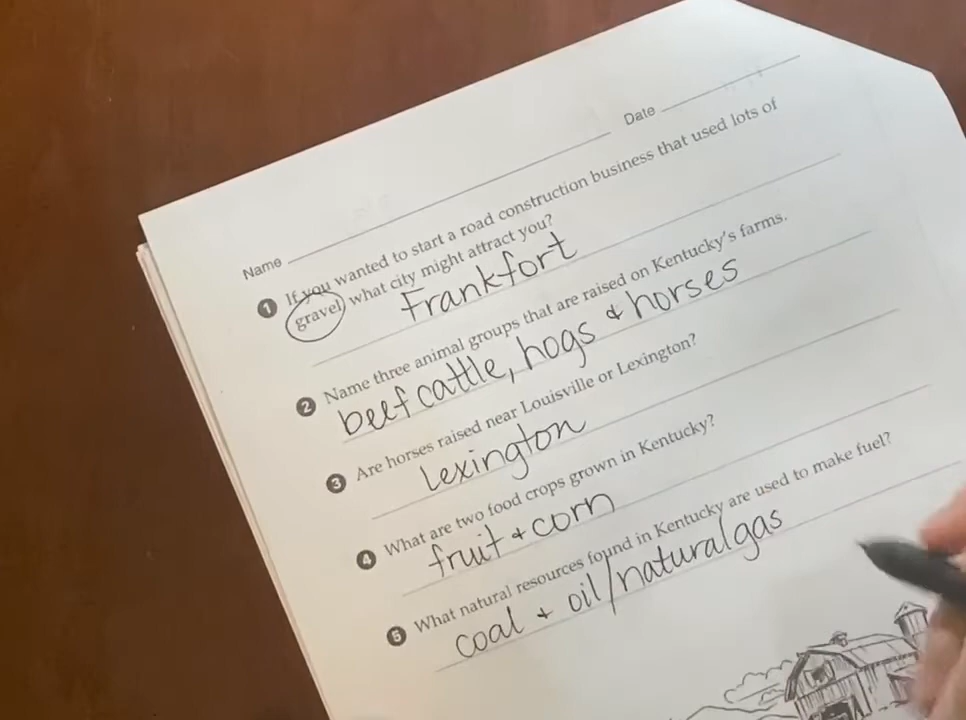 Name Date
1 If you wanted to start a road construction business that used lots of
gravel, what city might attract you?
Frankfort
2 Name three animal groups that are raised on Kentucky's farms.
beef cattle, hogs & horses
3 Are horses raised near Louisville or Lexington?
Lexington
4 What are two food crops grown in Kentucky?
fruit + corn
5 What natural resources found in Kentucky are used to make fuel?
coal + oil/natural gas